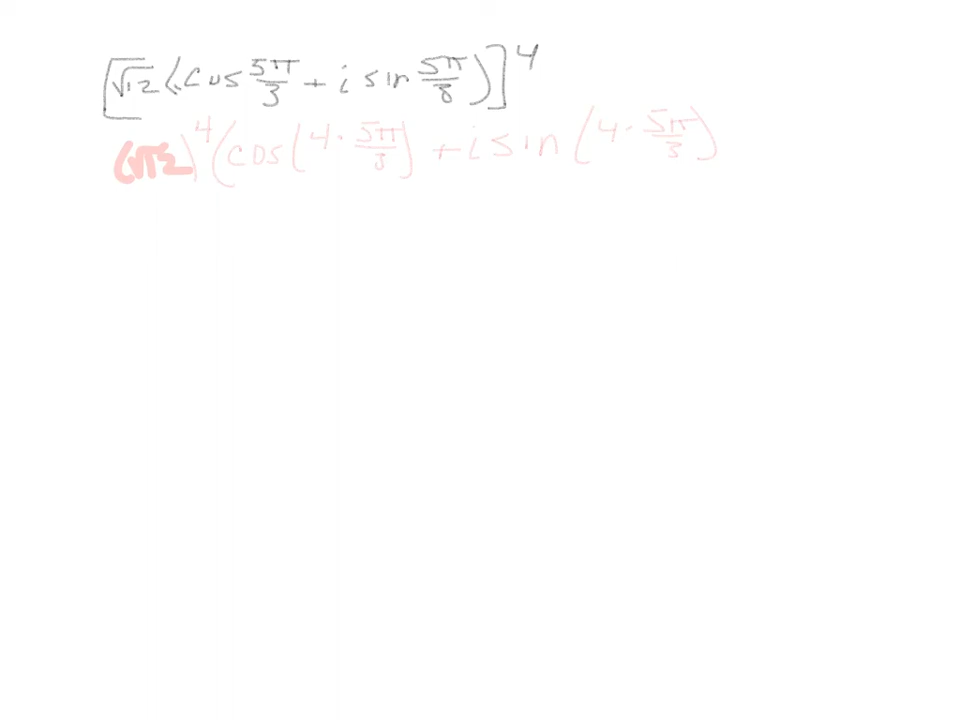 [√12 (cos 5π/3 + i sin 5π/3)]^4
(√12)^4 (cos(4 · 5π/3) + i sin(4 · 5π/3)